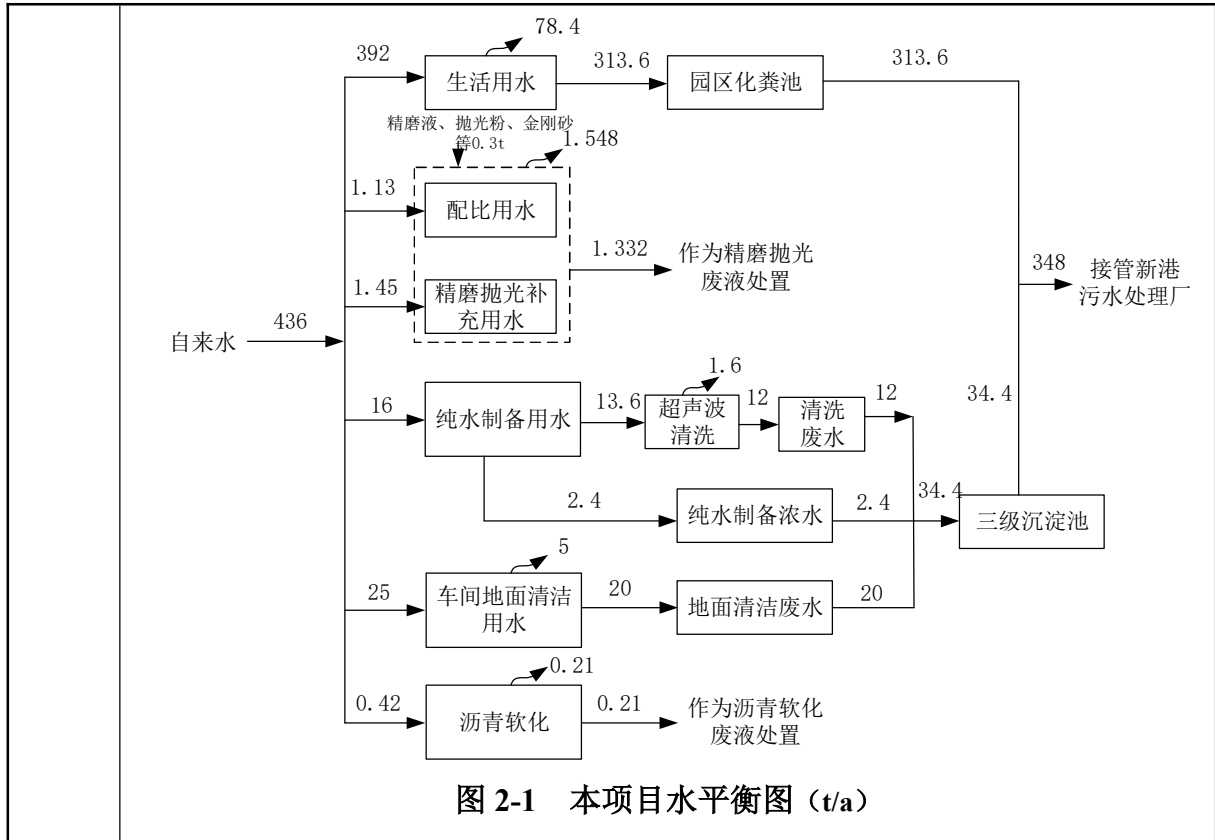 78.4
392
生活用水
313.6
园区化粪池
313.6
精磨液、抛光粉、金刚砂
等0.3t
1.548
1.13
配比用水
1.332
作为精磨抛光
废液处置
1.45
精磨抛光补
充用水
348
接管新港
污水处理厂
自来水
436
16
纯水制备用水
13.6
1.6
超声波
清洗
12
清洗
废水
12
34.4
2.4
纯水制备浓水
2.4
34.4
三级沉淀池
5
25
车间地面清洁
用水
20
地面清洁废水
20
0.21
0.42
沥青软化
0.21
作为沥青软化
废液处置
图 2-1 本项目水平衡图（t/a）